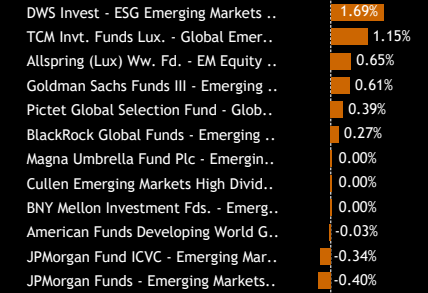 DWS Invest - ESG Emerging Markets .. 1.69%
TCM Invt. Funds Lux. - Global Emer.. 1.15%
Allspring (Lux) Ww. Fd. - EM Equity .. 0.65%
Goldman Sachs Funds III - Emerging .. 0.61%
Pictet Global Selection Fund - Glob.. 0.39%
BlackRock Global Funds - Emerging .. 0.27%
Magna Umbrella Fund Plc - Emergin.. 0.00%
Cullen Emerging Markets High Divid.. 0.00%
BNY Mellon Investment Fds. - Emerg.. 0.00%
American Funds Developing World G.. -0.03%
JPMorgan Fund ICVC - Emerging Mar.. -0.34%
JPMorgan Funds - Emerging Markets.. -0.40%